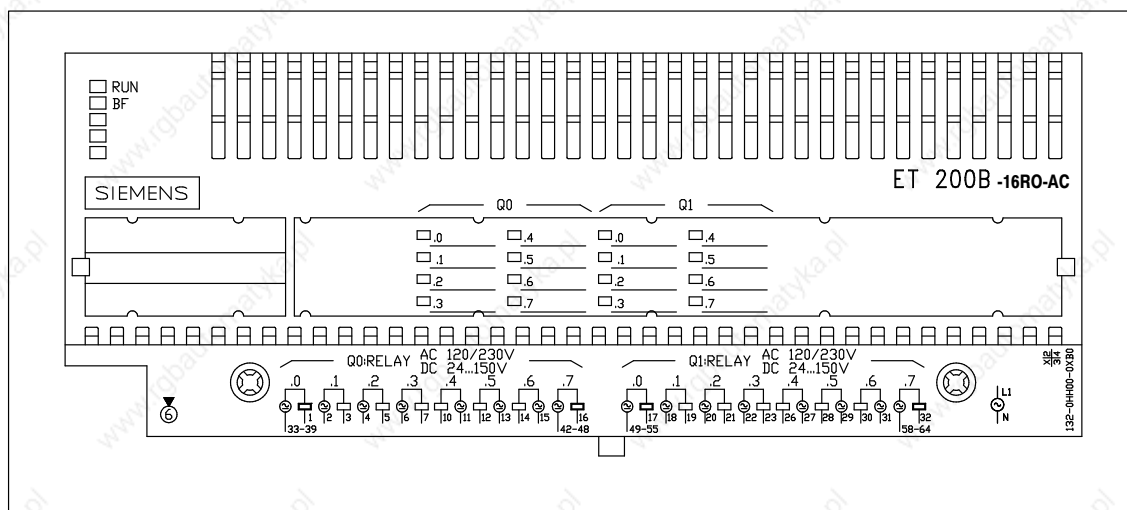 RUN
BF
SIEMENS
ET 200B -16RO-AC
Q0 Q1
.0 .4 .0 .4
.1 .5 .1 .5
.2 .6 .2 .6
.3 .7 .3 .7
Q0:RELAY AC 120/230V
DC 24...150V
Q1:RELAY AC 120/230V
DC 24...150V
.0 .1 .2 .3 .4 .5 .6 .7
.0 .1 .2 .3 .4 .5 .6 .7
1 2 3 4 5 6 7 10 11 12 13 14 15 16
33-39 42-48
17 18 19 20 21 22 23 26 27 28 29 30 31 32
49-55 58-64
6
L1
N
X12
314
132-0HH00-0XB0
www.rgbautomatyka.pl